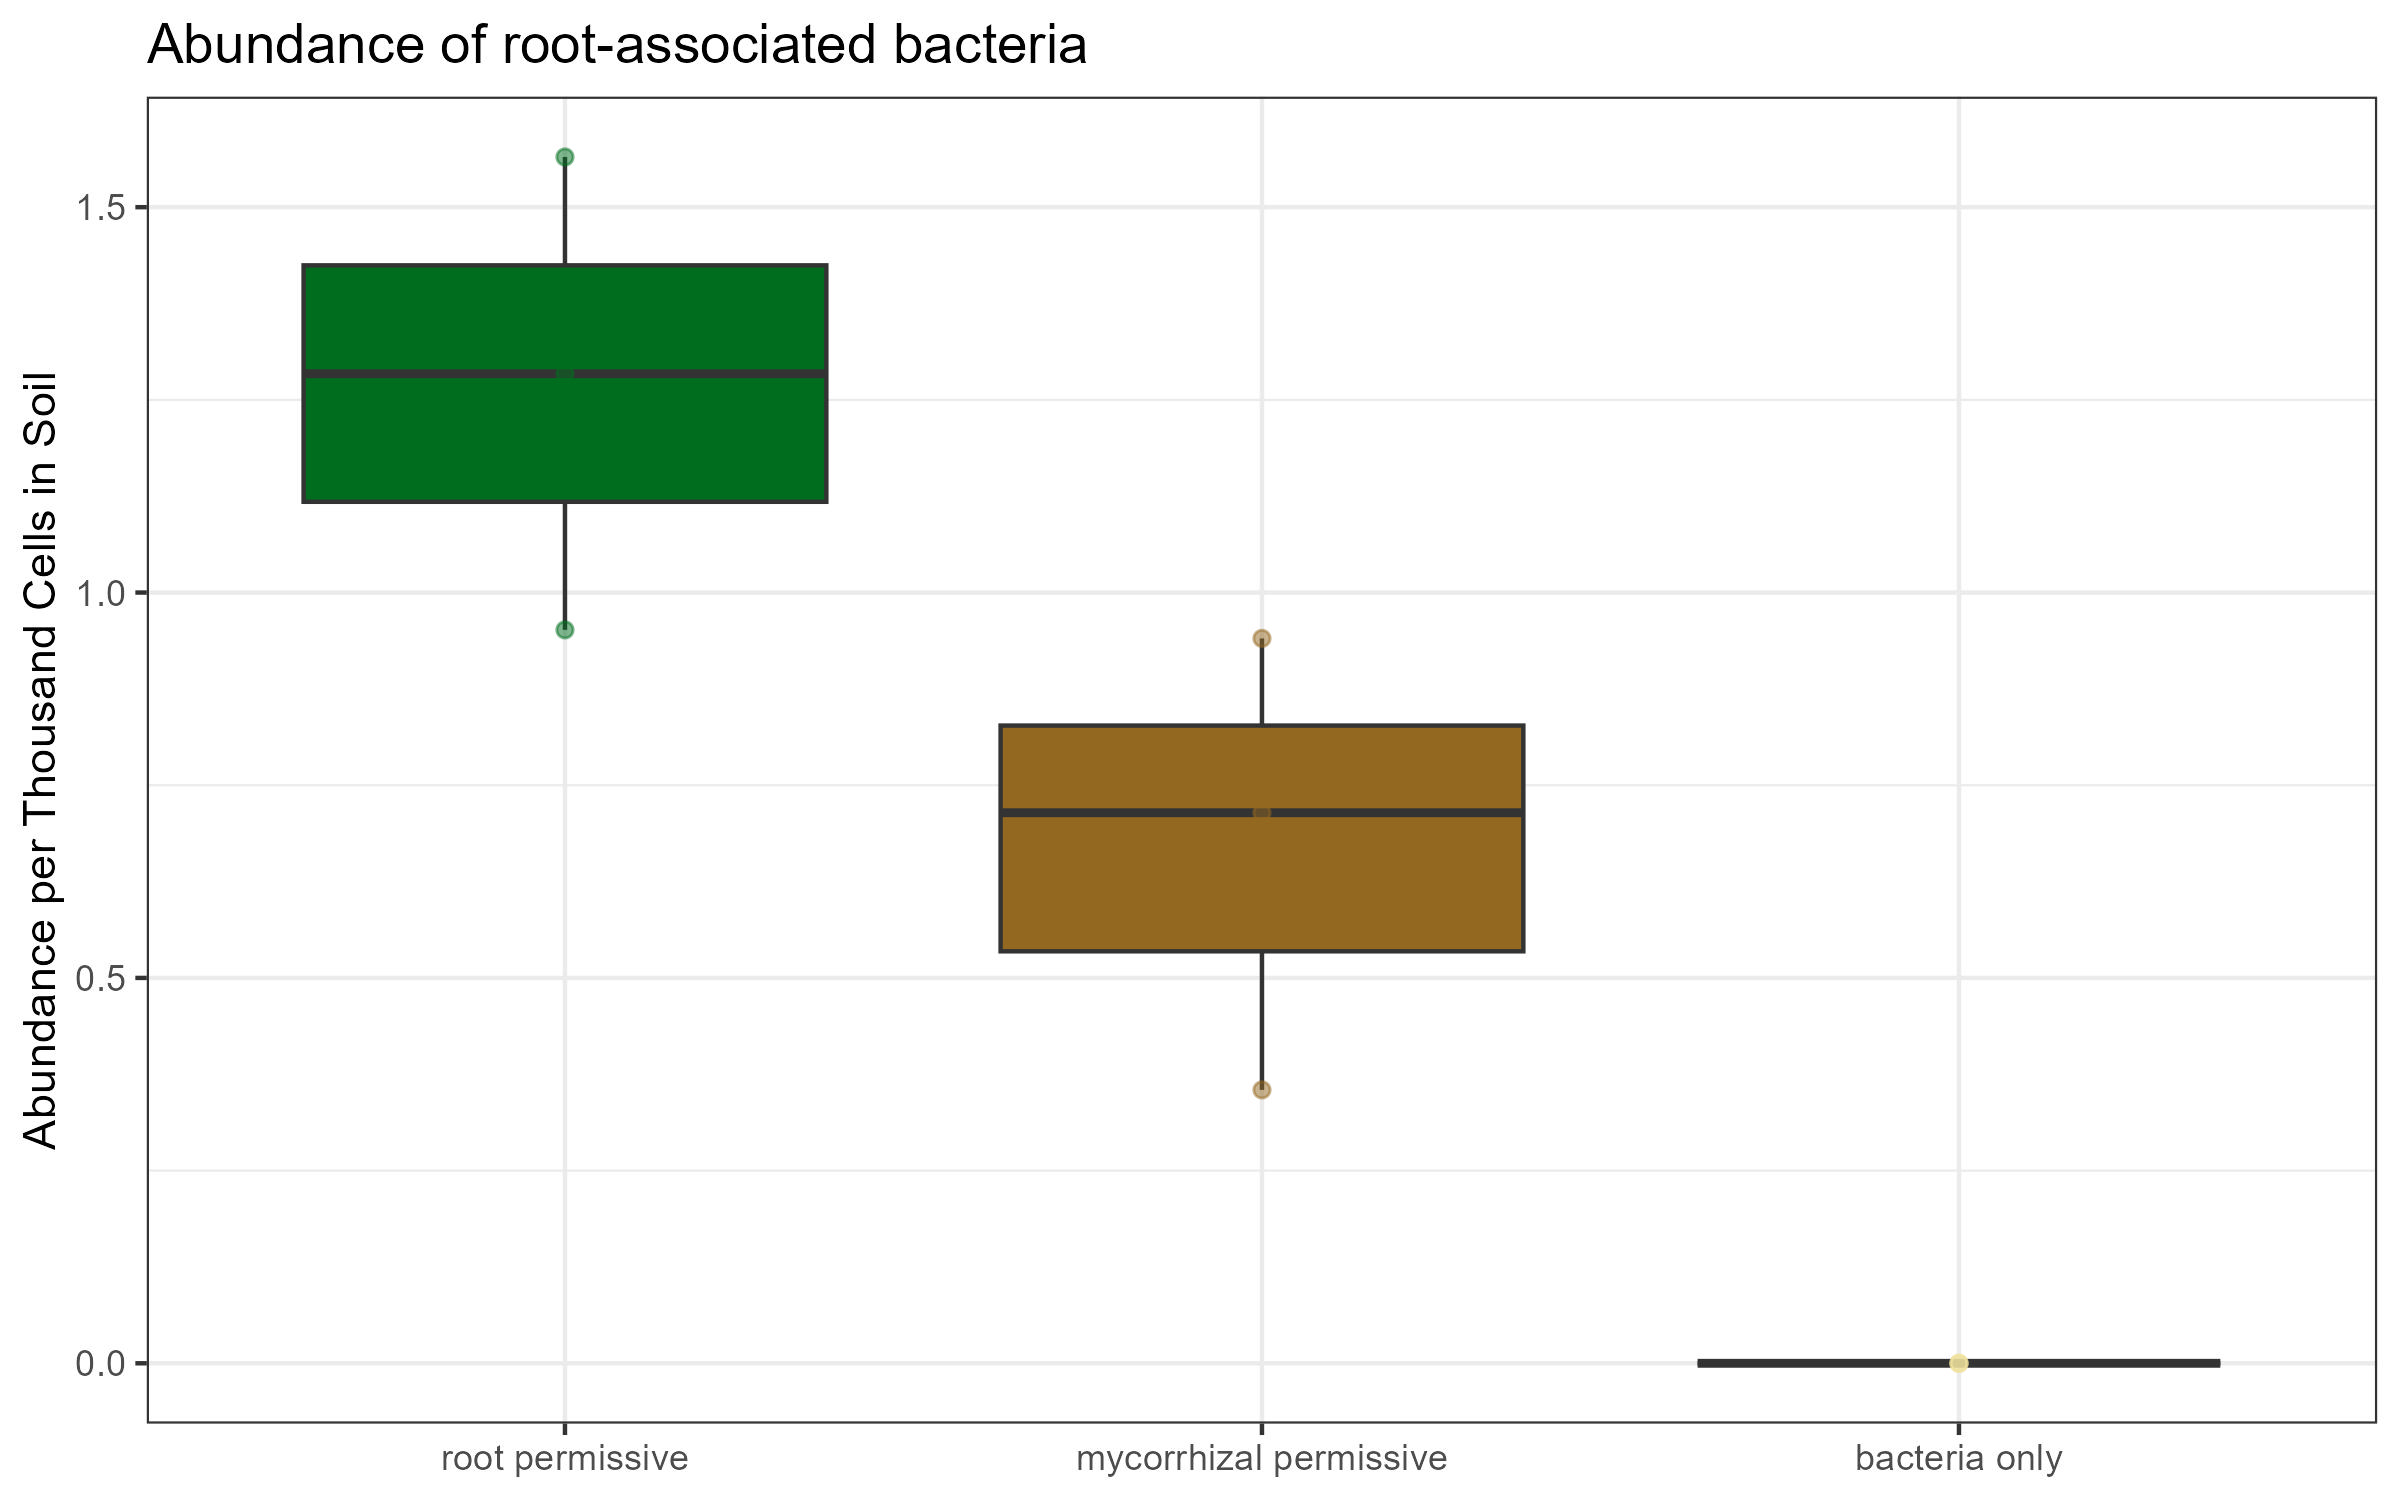 Abundance of root-associated bacteria
Abundance per Thousand Cells in Soil
1.5
1.0
0.5
0.0
root permissive
mycorrhizal permissive
bacteria only